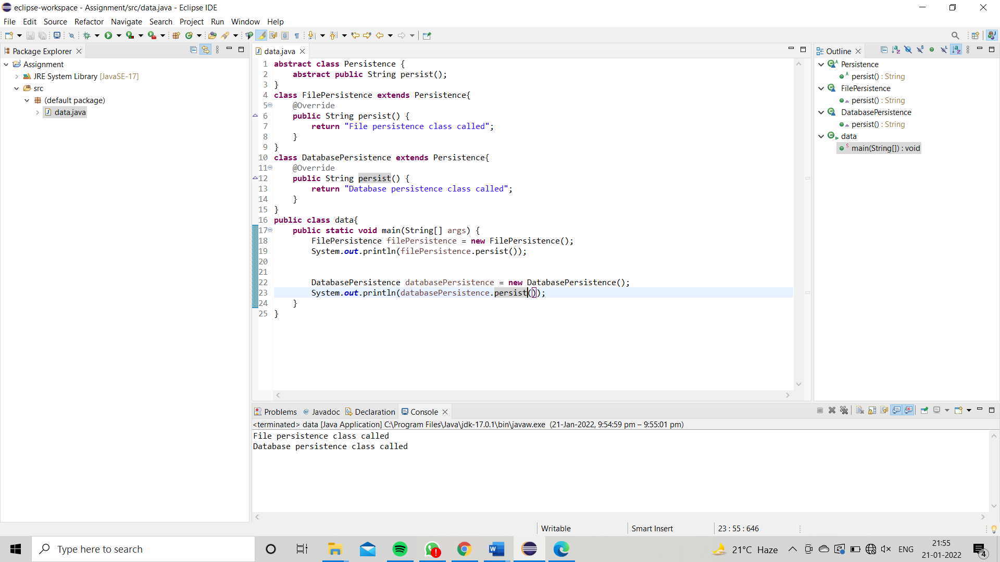 eclipse-workspace - Assignment/src/data.java - Eclipse IDE
File Edit Source Refactor Navigate Search Project Run Window Help
Package Explorer
Assignment
JRE System Library [JavaSE-17]
src
(default package)
data.java
data.java
1 abstract class Persistence {
2     abstract public String persist();
3 }
4 class FilePersistence extends Persistence{
5     @Override
6     public String persist() {
7         return "File persistence class called";
8     }
9 }
10 class DatabasePersistence extends Persistence{
11     @Override
12     public String persist() {
13         return "Database persistence class called";
14     }
15 }
16 public class data{
17     public static void main(String[] args) {
18         FilePersistence filePersistence = new FilePersistence();
19         System.out.println(filePersistence.persist());
20
21
22         DatabasePersistence databasePersistence = new DatabasePersistence();
23         System.out.println(databasePersistence.persist());
24     }
25 }
Outline
Persistence
persist() : String
FilePersistence
persist() : String
DatabasePersistence
persist() : String
data
main(String[]) : void
Problems @ Javadoc Declaration Console
<terminated> data [Java Application] C:\Program Files\Java\jdk-17.0.1\bin\javaw.exe (21-Jan-2022, 9:54:59 pm – 9:55:01 pm)
File persistence class called
Database persistence class called
Writable Smart Insert 23 : 55 : 646
Type here to search
21°C Haze
ENG
21:55
21-01-2022
4